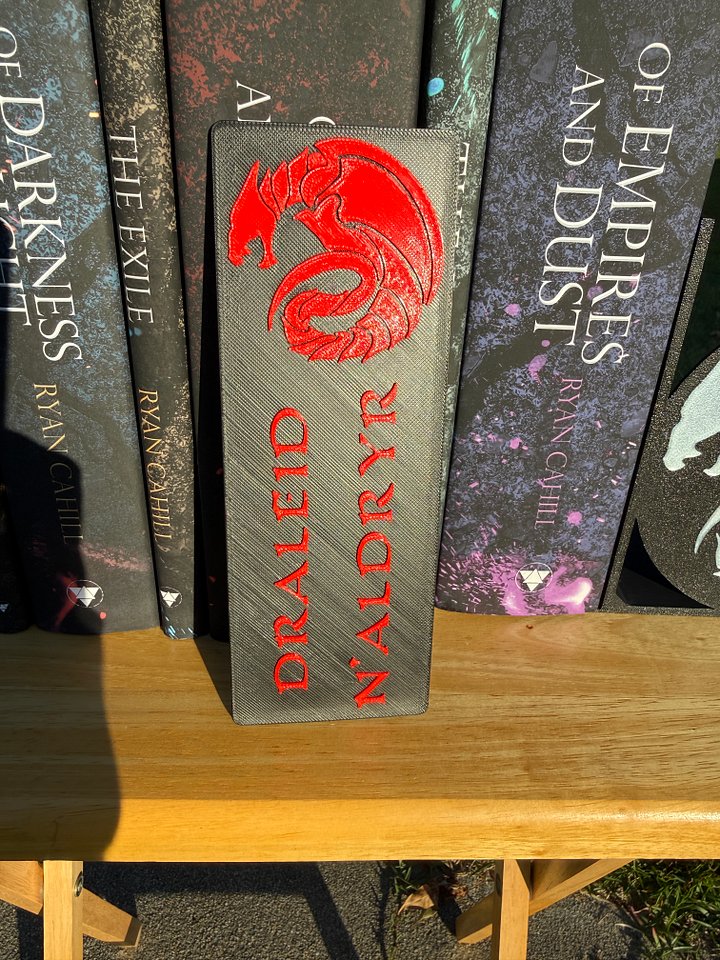 OF DARKNESS
RYAN CAHILL
THE EXILE
RYAN CAHILL
DRALEID
N'ALDRYR
OF EMPIRES
AND DUST
RYAN CAHILL